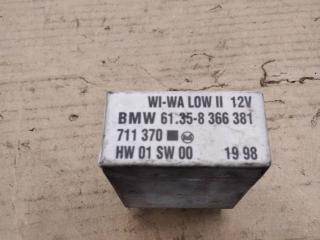 WI-WA LOW II 12V
BMW 61.35-8 366 381
711 370
HW 01 SW 00 19 98